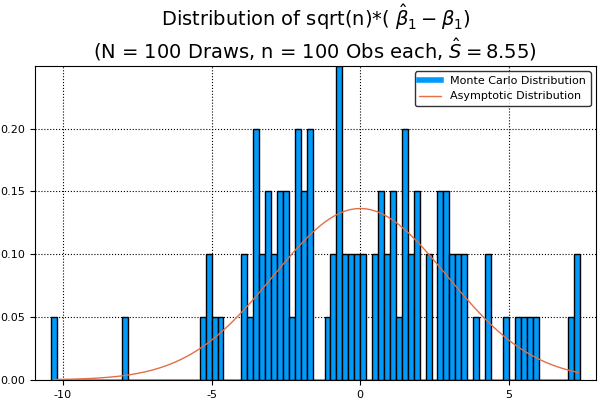 Distribution of sqrt(n)*( β̂₁ − β₁)
(N = 100 Draws, n = 100 Obs each, Ŝ = 8.55)
Monte Carlo Distribution
Asymptotic Distribution
0.20
0.15
0.10
0.05
0.00
-10 -5 0 5